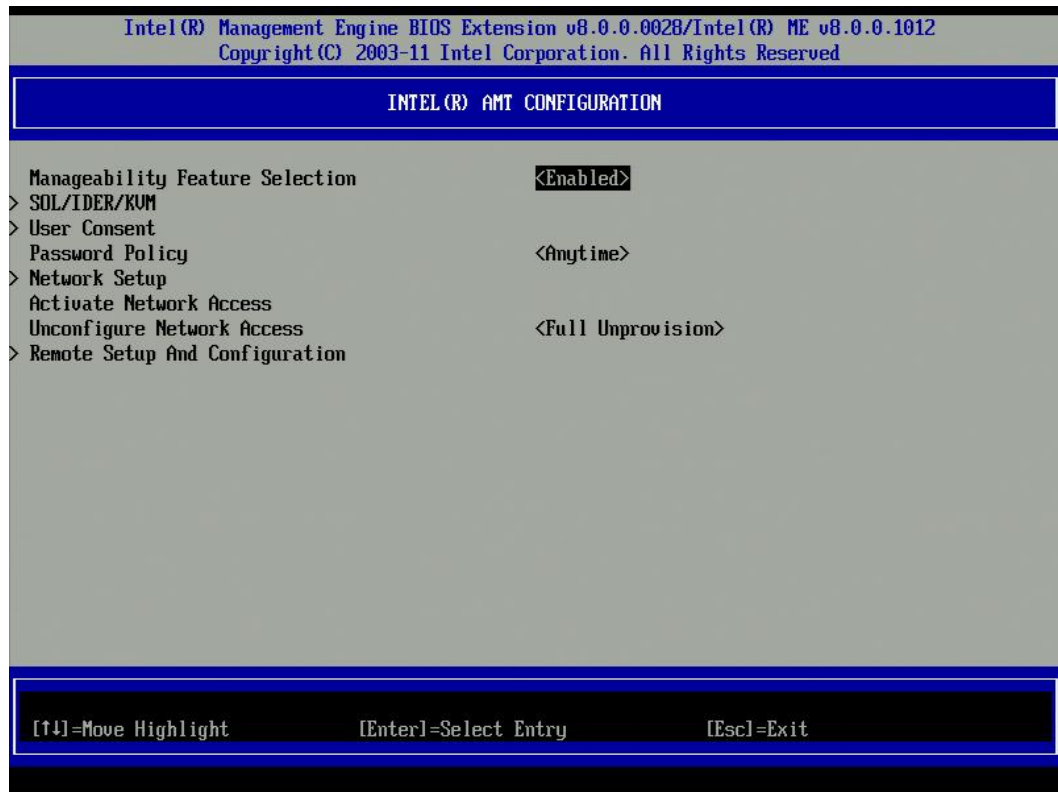 Intel(R) Management Engine BIOS Extension v8.0.0.0028/Intel(R) ME v8.0.0.1012
Copyright(C) 2003-11 Intel Corporation. All Rights Reserved
INTEL(R) AMT CONFIGURATION
Manageability Feature Selection <Enabled>
> SOL/IDER/KVM
> User Consent
Password Policy <Anytime>
> Network Setup
Activate Network Access
Unconfigure Network Access <Full Unprovision>
> Remote Setup And Configuration
[↑↓]=Move Highlight [Enter]=Select Entry [Esc]=Exit